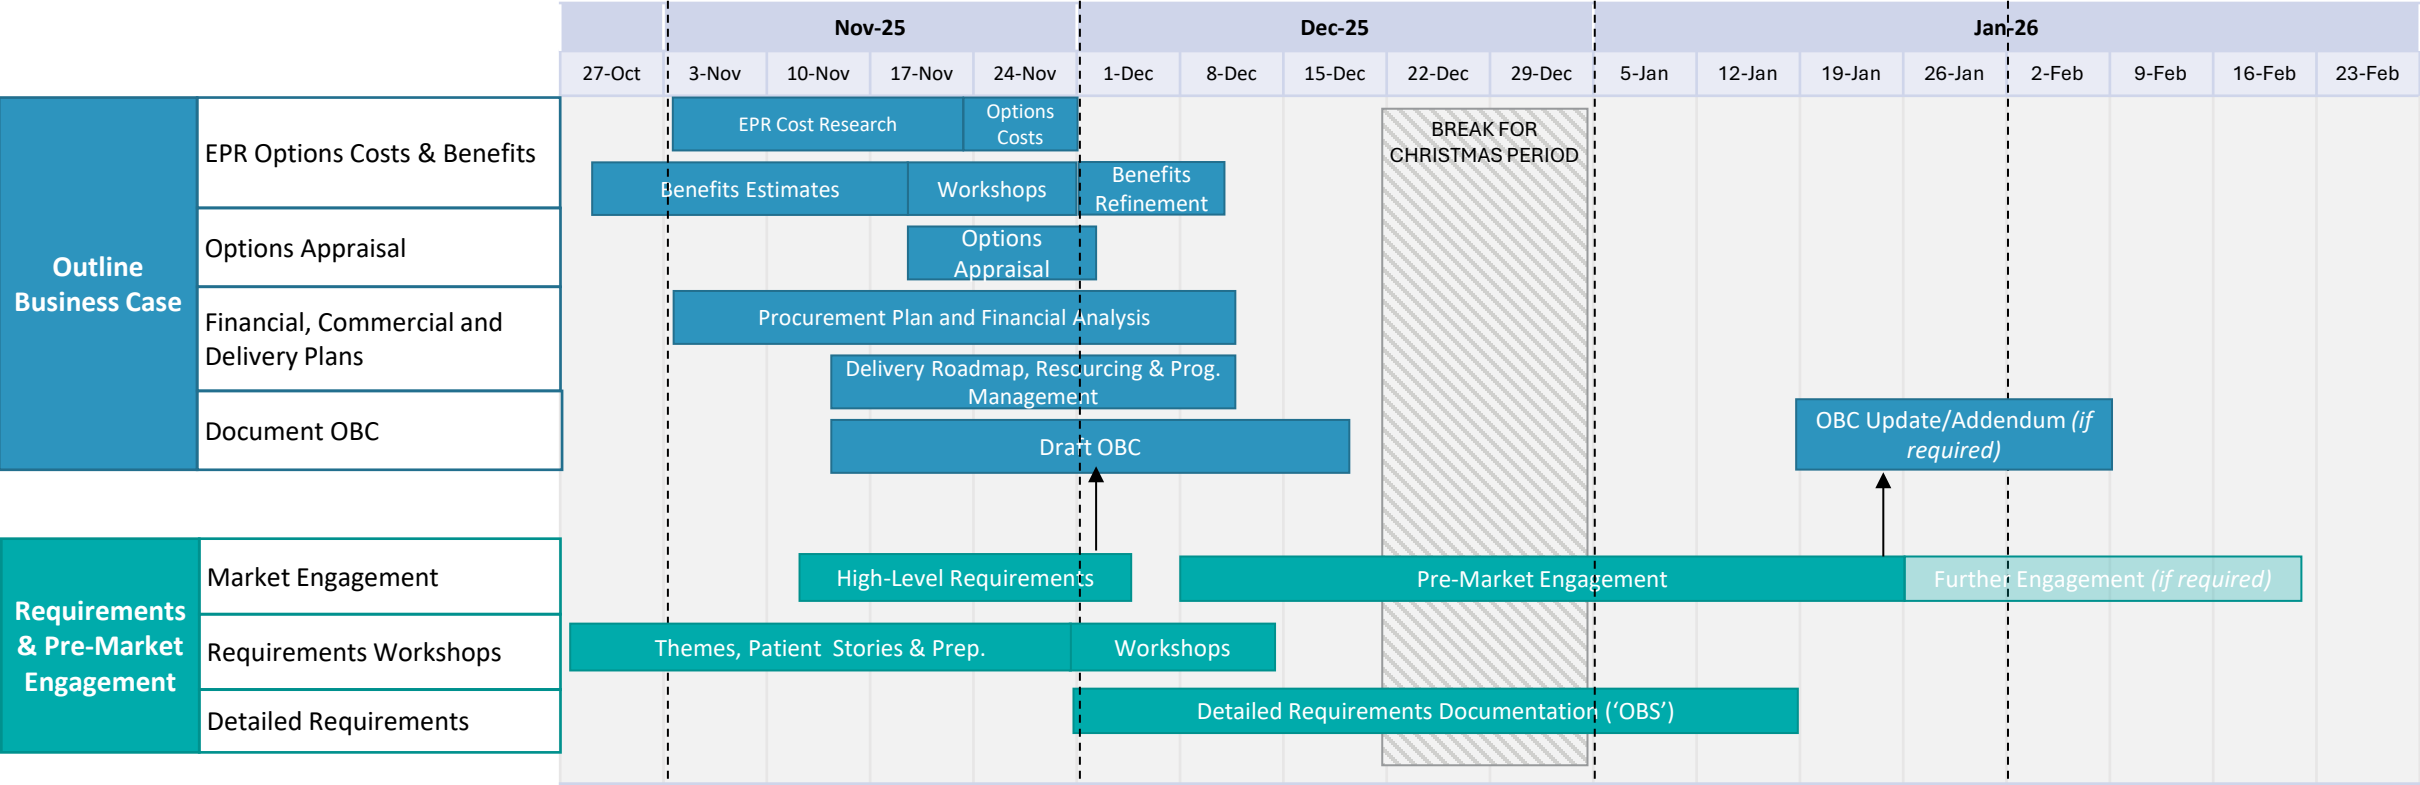 Nov-25
Dec-25
Jan-26
27-Oct
3-Nov
10-Nov
17-Nov
24-Nov
1-Dec
8-Dec
15-Dec
22-Dec
29-Dec
5-Jan
12-Jan
19-Jan
26-Jan
2-Feb
9-Feb
16-Feb
23-Feb
Outline
Business Case
EPR Options Costs & Benefits
EPR Cost Research
Options
Costs
BREAK FOR
CHRISTMAS PERIOD
Benefits Estimates
Workshops
Benefits
Refinement
Options Appraisal
Options
Appraisal
Financial, Commercial and
Delivery Plans
Procurement Plan and Financial Analysis
Delivery Roadmap, Resourcing & Prog.
Management
Document OBC
Draft OBC
OBC Update/Addendum (if
required)
Requirements
& Pre-Market
Engagement
Market Engagement
High-Level Requirements
Pre-Market Engagement
Further Engagement (if required)
Requirements Workshops
Themes, Patient  Stories & Prep.
Workshops
Detailed Requirements
Detailed Requirements Documentation (‘OBS’)